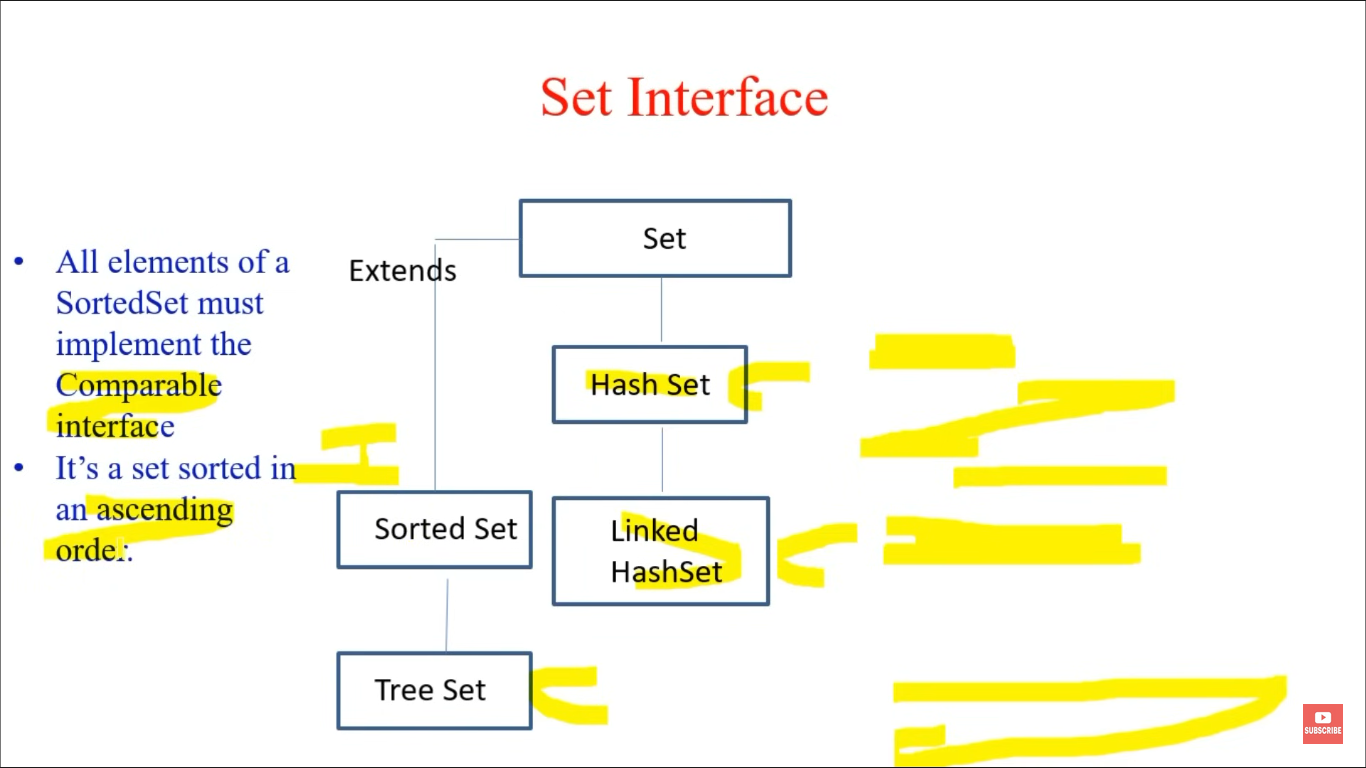 Set Interface
Set
• All elements of a
SortedSet must
implement the
Comparable
interface
• It’s a set sorted in
an ascending
order.
Extends
Hash Set
Sorted Set
Linked
HashSet
Tree Set
SUBSCRIBE